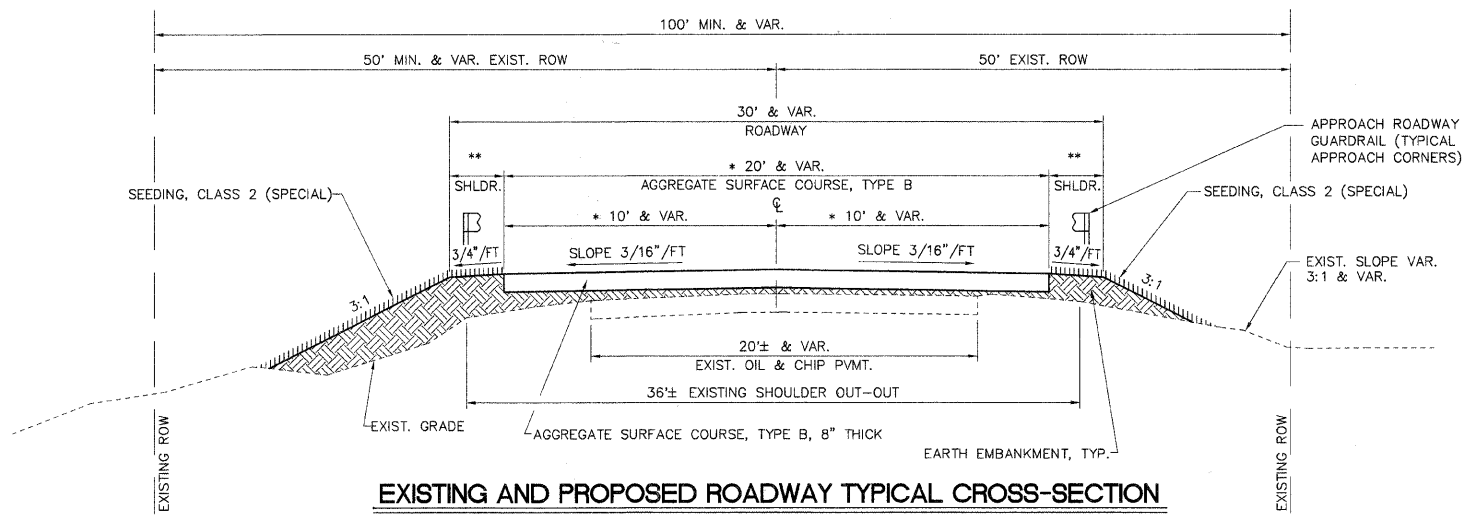 100' MIN. & VAR.
50' MIN. & VAR. EXIST. ROW
50' EXIST. ROW
30' & VAR.
ROADWAY
APPROACH ROADWAY
GUARDRAIL (TYPICAL
APPROACH CORNERS)
**
* 20' & VAR.
**
SEEDING, CLASS 2 (SPECIAL)
SHLDR.
AGGREGATE SURFACE COURSE, TYPE B
SHLDR.
SEEDING, CLASS 2 (SPECIAL)
℄
* 10' & VAR.
* 10' & VAR.
3/4"/FT
SLOPE 3/16"/FT
SLOPE 3/16"/FT
3/4"/FT
EXIST. SLOPE VAR.
3:1 & VAR.
3:1
3:1
20'± & VAR.
EXIST. OIL & CHIP PVMT.
36'± EXISTING SHOULDER OUT-OUT
EXIST. GRADE
AGGREGATE SURFACE COURSE, TYPE B, 8" THICK
EARTH EMBANKMENT, TYP.
EXISTING ROW
EXISTING ROW
EXISTING AND PROPOSED ROADWAY TYPICAL CROSS-SECTION